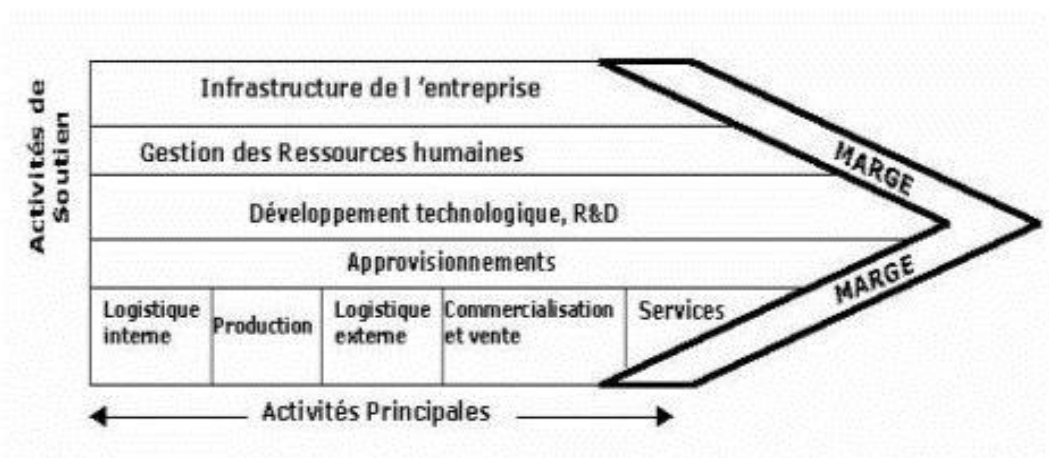 Activités de
Soutien
Infrastructure de l 'entreprise
Gestion des Ressources humaines
Développement technologique, R&D
Approvisionnements
Logistique
interne
Production
Logistique
externe
Commercialisation
et vente
Services
MARGE
MARGE
Activités Principales